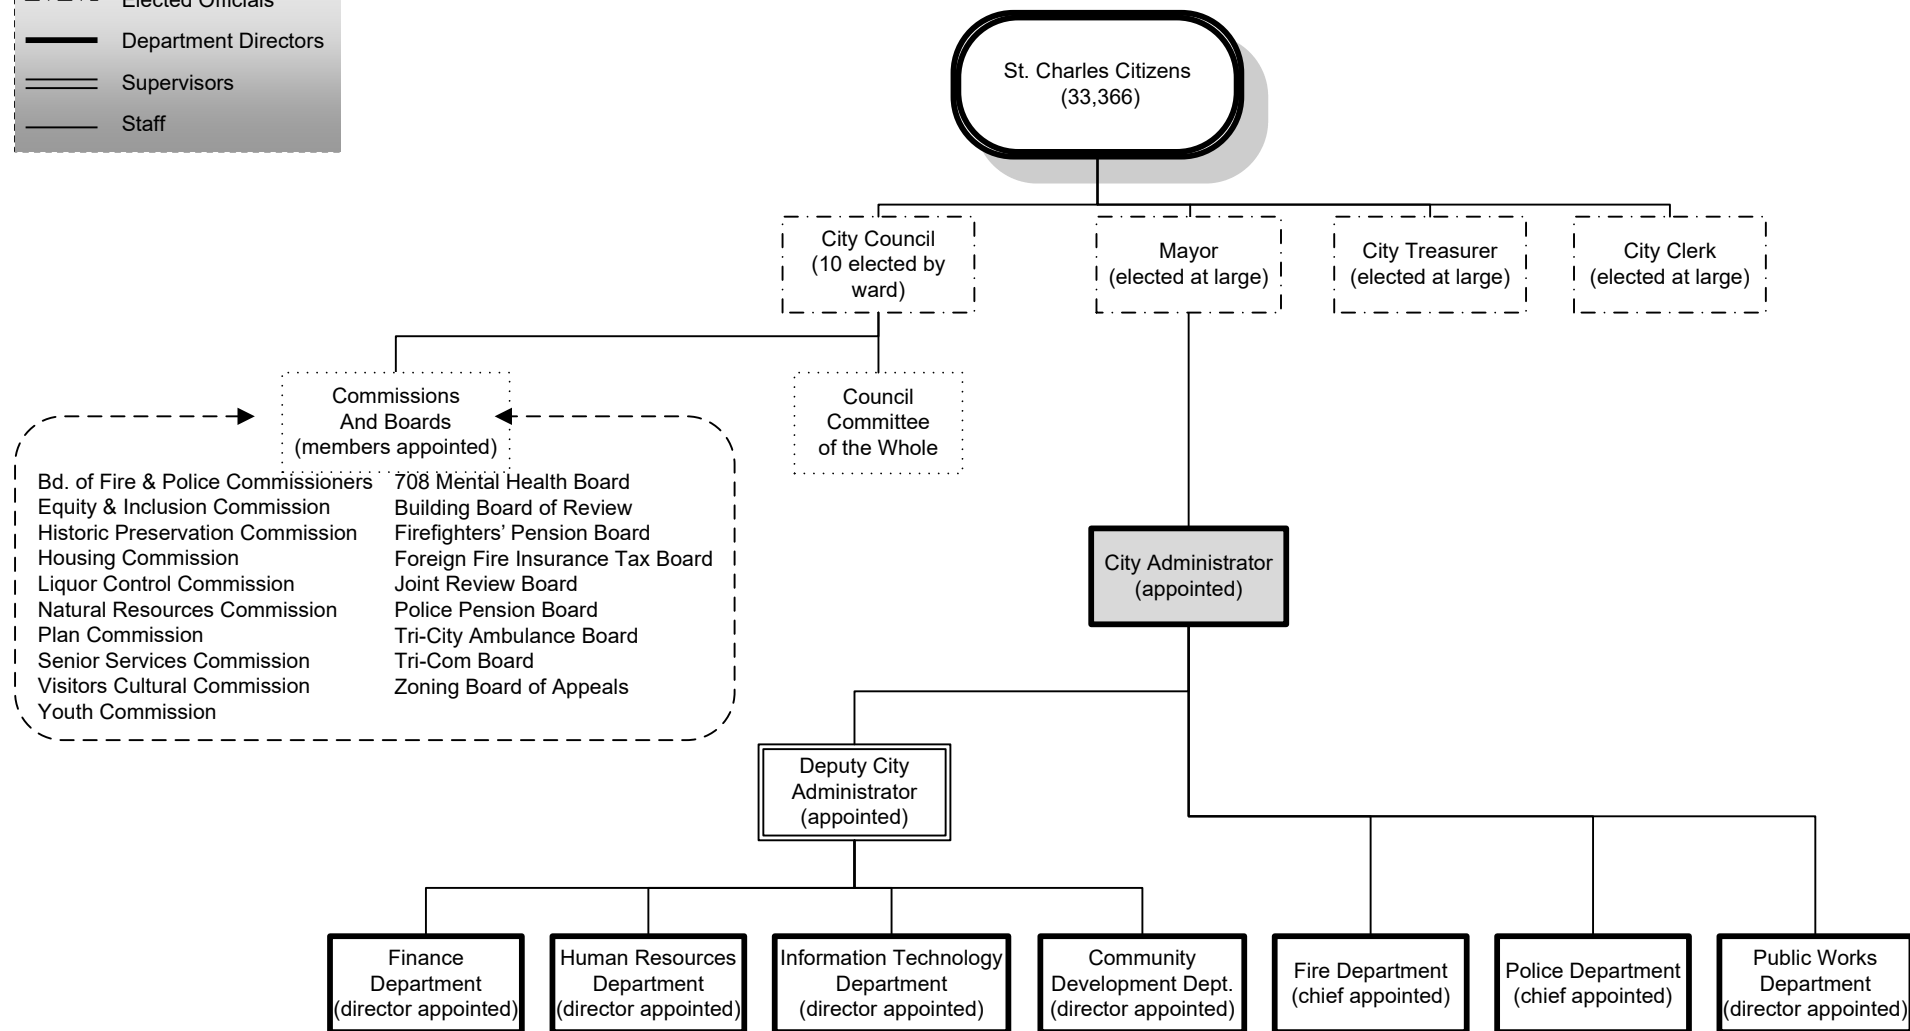 Elected Officials
Department Directors
Supervisors
Staff
St. Charles Citizens
(33,366)
City Council
(10 elected by
ward)
Mayor
(elected at large)
City Treasurer
(elected at large)
City Clerk
(elected at large)
Commissions
And Boards
(members appointed)
Council
Committee
of the Whole
Bd. of Fire & Police Commissioners
Equity & Inclusion Commission
Historic Preservation Commission
Housing Commission
Liquor Control Commission
Natural Resources Commission
Plan Commission
Senior Services Commission
Visitors Cultural Commission
Youth Commission
708 Mental Health Board
Building Board of Review
Firefighters’ Pension Board
Foreign Fire Insurance Tax Board
Joint Review Board
Police Pension Board
Tri-City Ambulance Board
Tri-Com Board
Zoning Board of Appeals
City Administrator
(appointed)
Deputy City
Administrator
(appointed)
Finance
Department
(director appointed)
Human Resources
Department
(director appointed)
Information Technology
Department
(director appointed)
Community
Development Dept.
(director appointed)
Fire Department
(chief appointed)
Police Department
(chief appointed)
Public Works
Department
(director appointed)